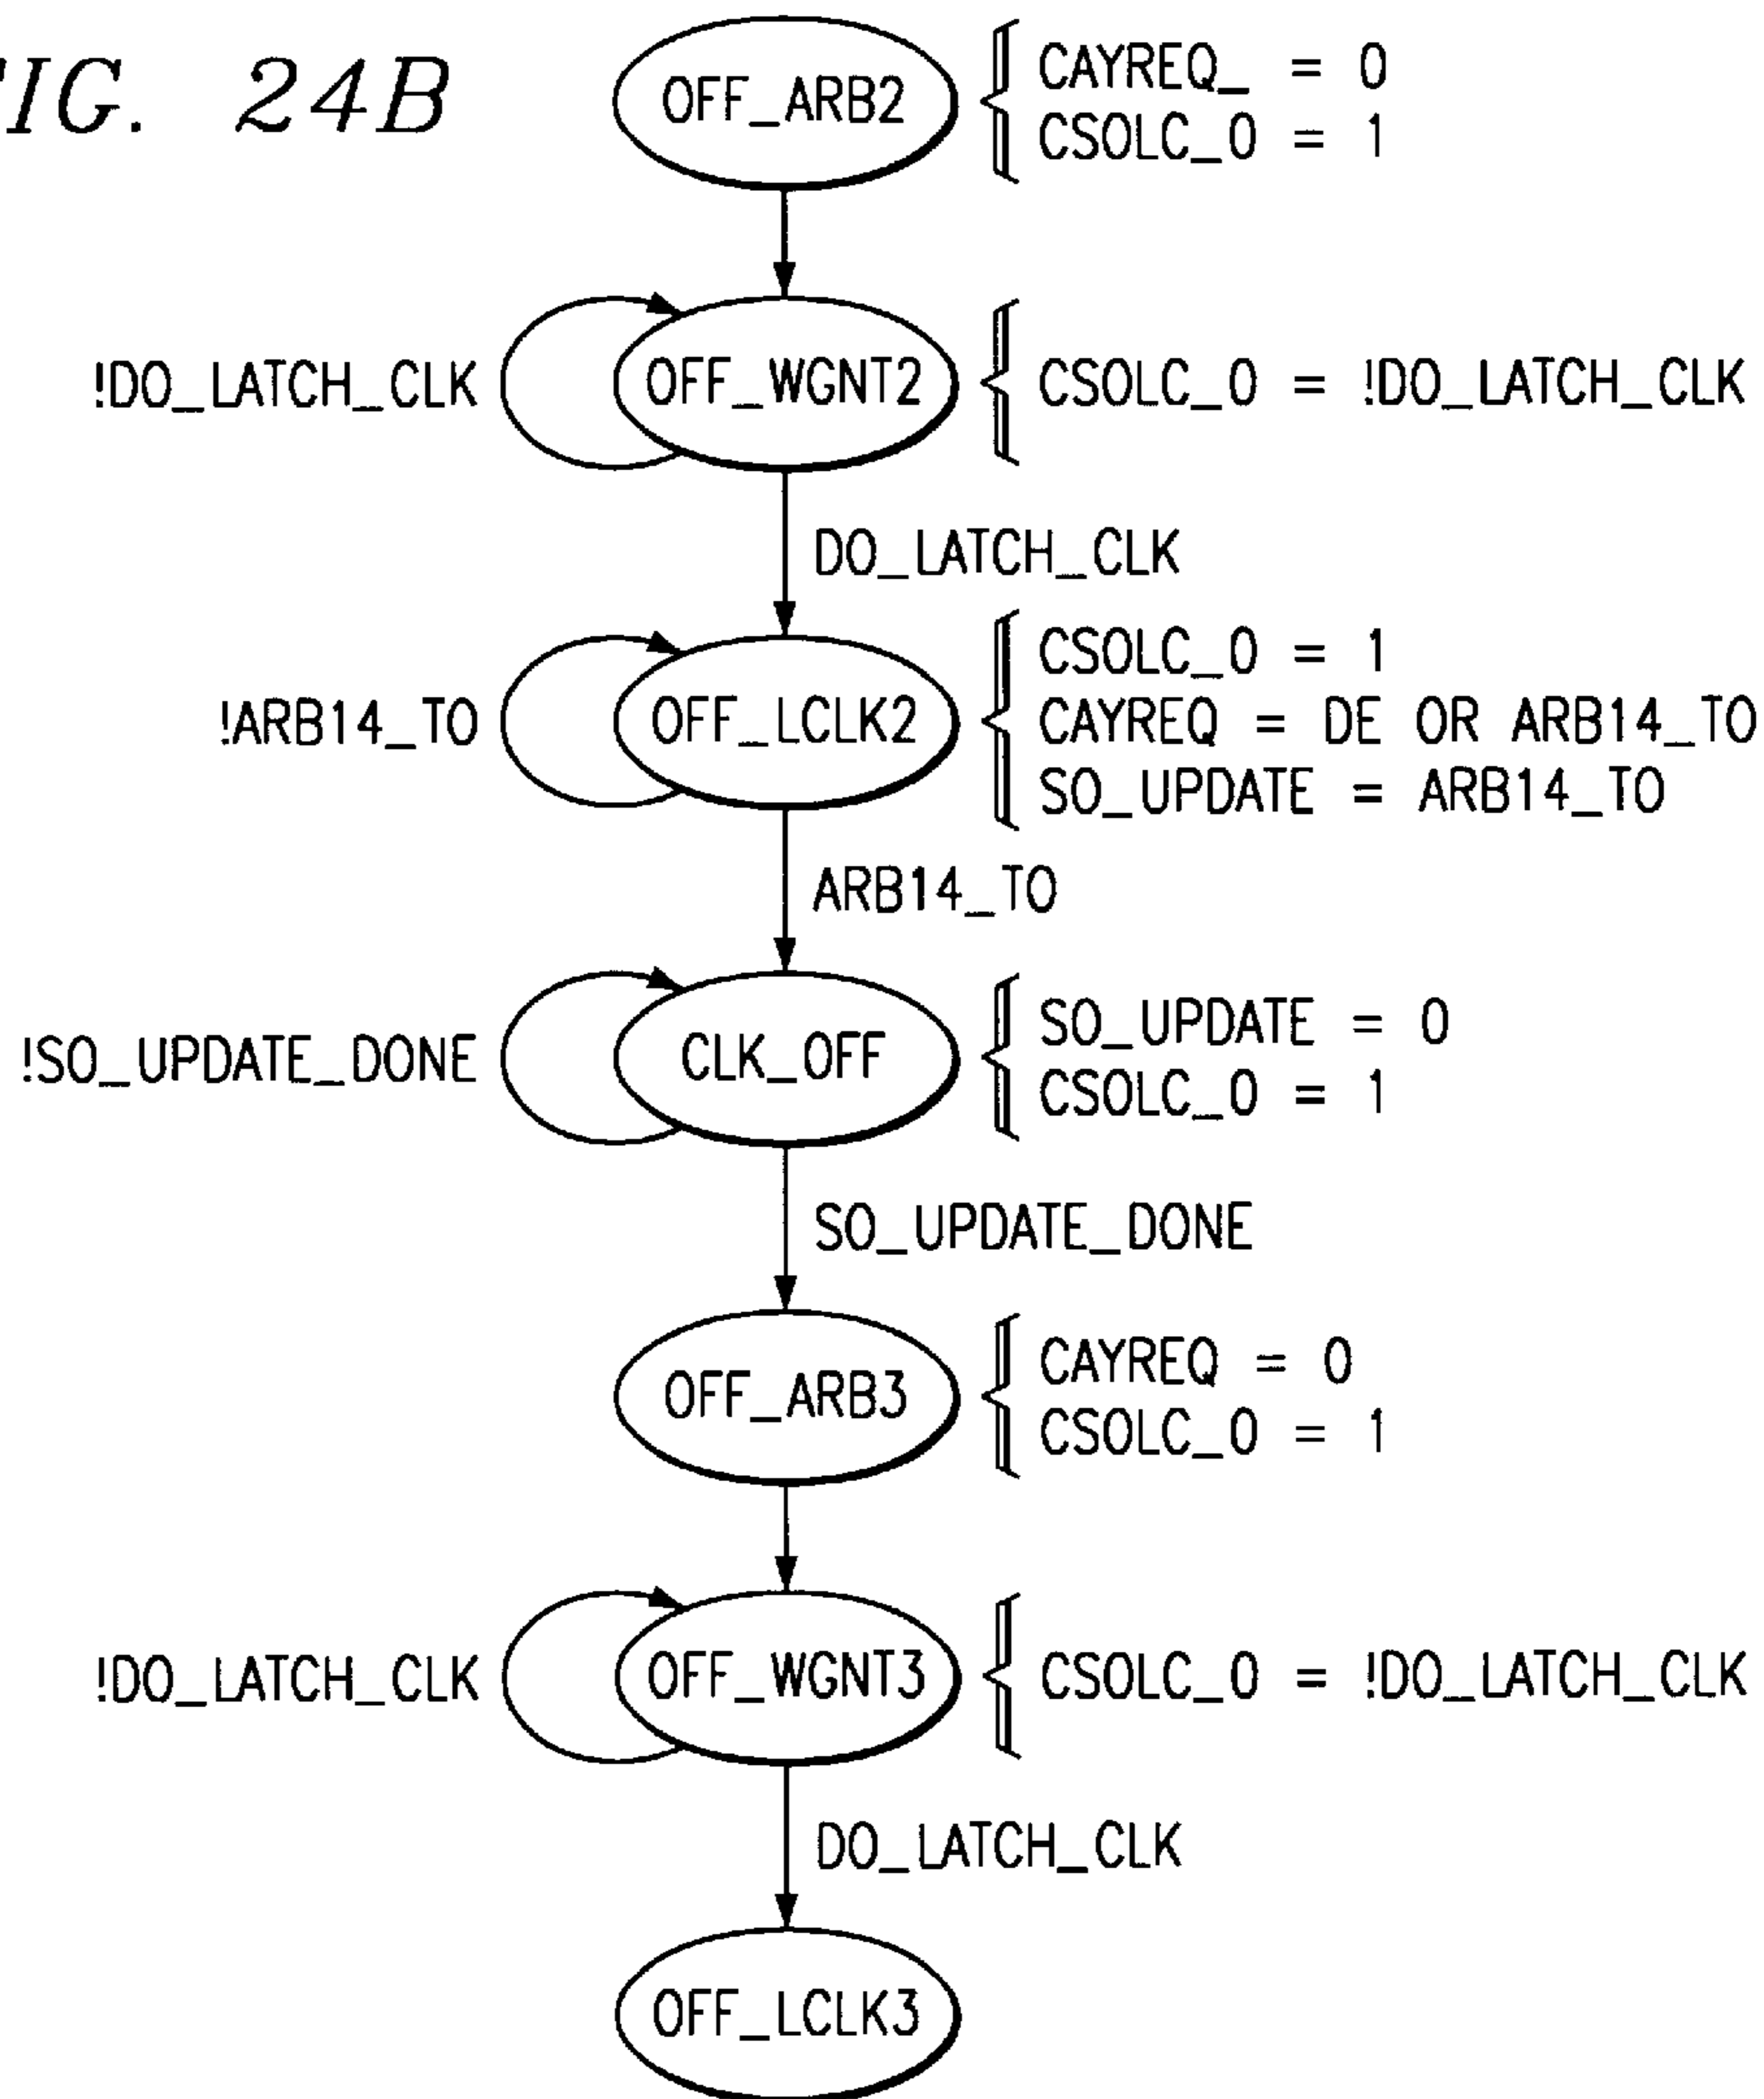 FIG. 24B
OFF_ARB2
CAYREQ_ = 0
CSOLC_0 = 1
!DO_LATCH_CLK
OFF_WGNT2
CSOLC_0 = !DO_LATCH_CLK
DO_LATCH_CLK
!ARB14_TO
OFF_LCLK2
CSOLC_0 = 1
CAYREQ = DE OR ARB14_TO
SO_UPDATE = ARB14_TO
ARB14_TO
!SO_UPDATE_DONE
CLK_OFF
SO_UPDATE = 0
CSOLC_0 = 1
SO_UPDATE_DONE
OFF_ARB3
CAYREQ = 0
CSOLC_0 = 1
!DO_LATCH_CLK
OFF_WGNT3
CSOLC_0 = !DO_LATCH_CLK
DO_LATCH_CLK
OFF_LCLK3